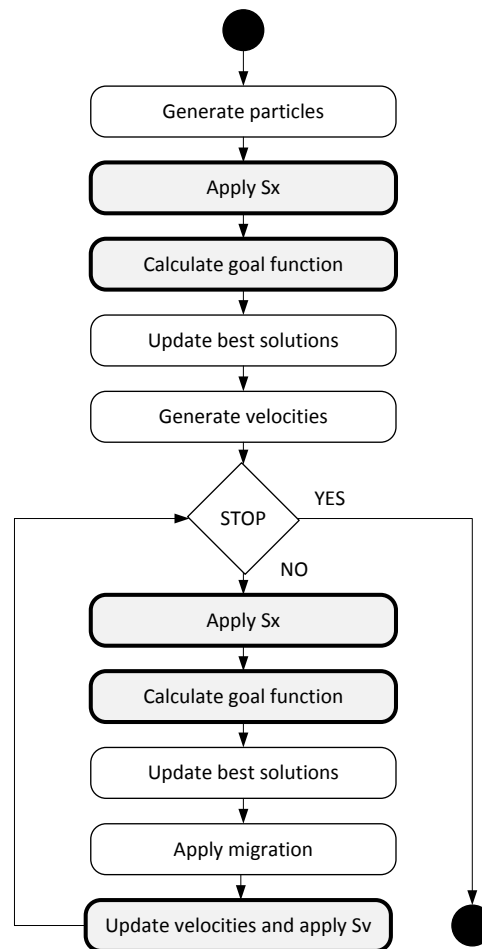 Generate particles
Apply Sx
Calculate goal function
Update best solutions
Generate velocities
STOP
YES
NO
Apply Sx
Calculate goal function
Update best solutions
Apply migration
Update velocities and apply Sv